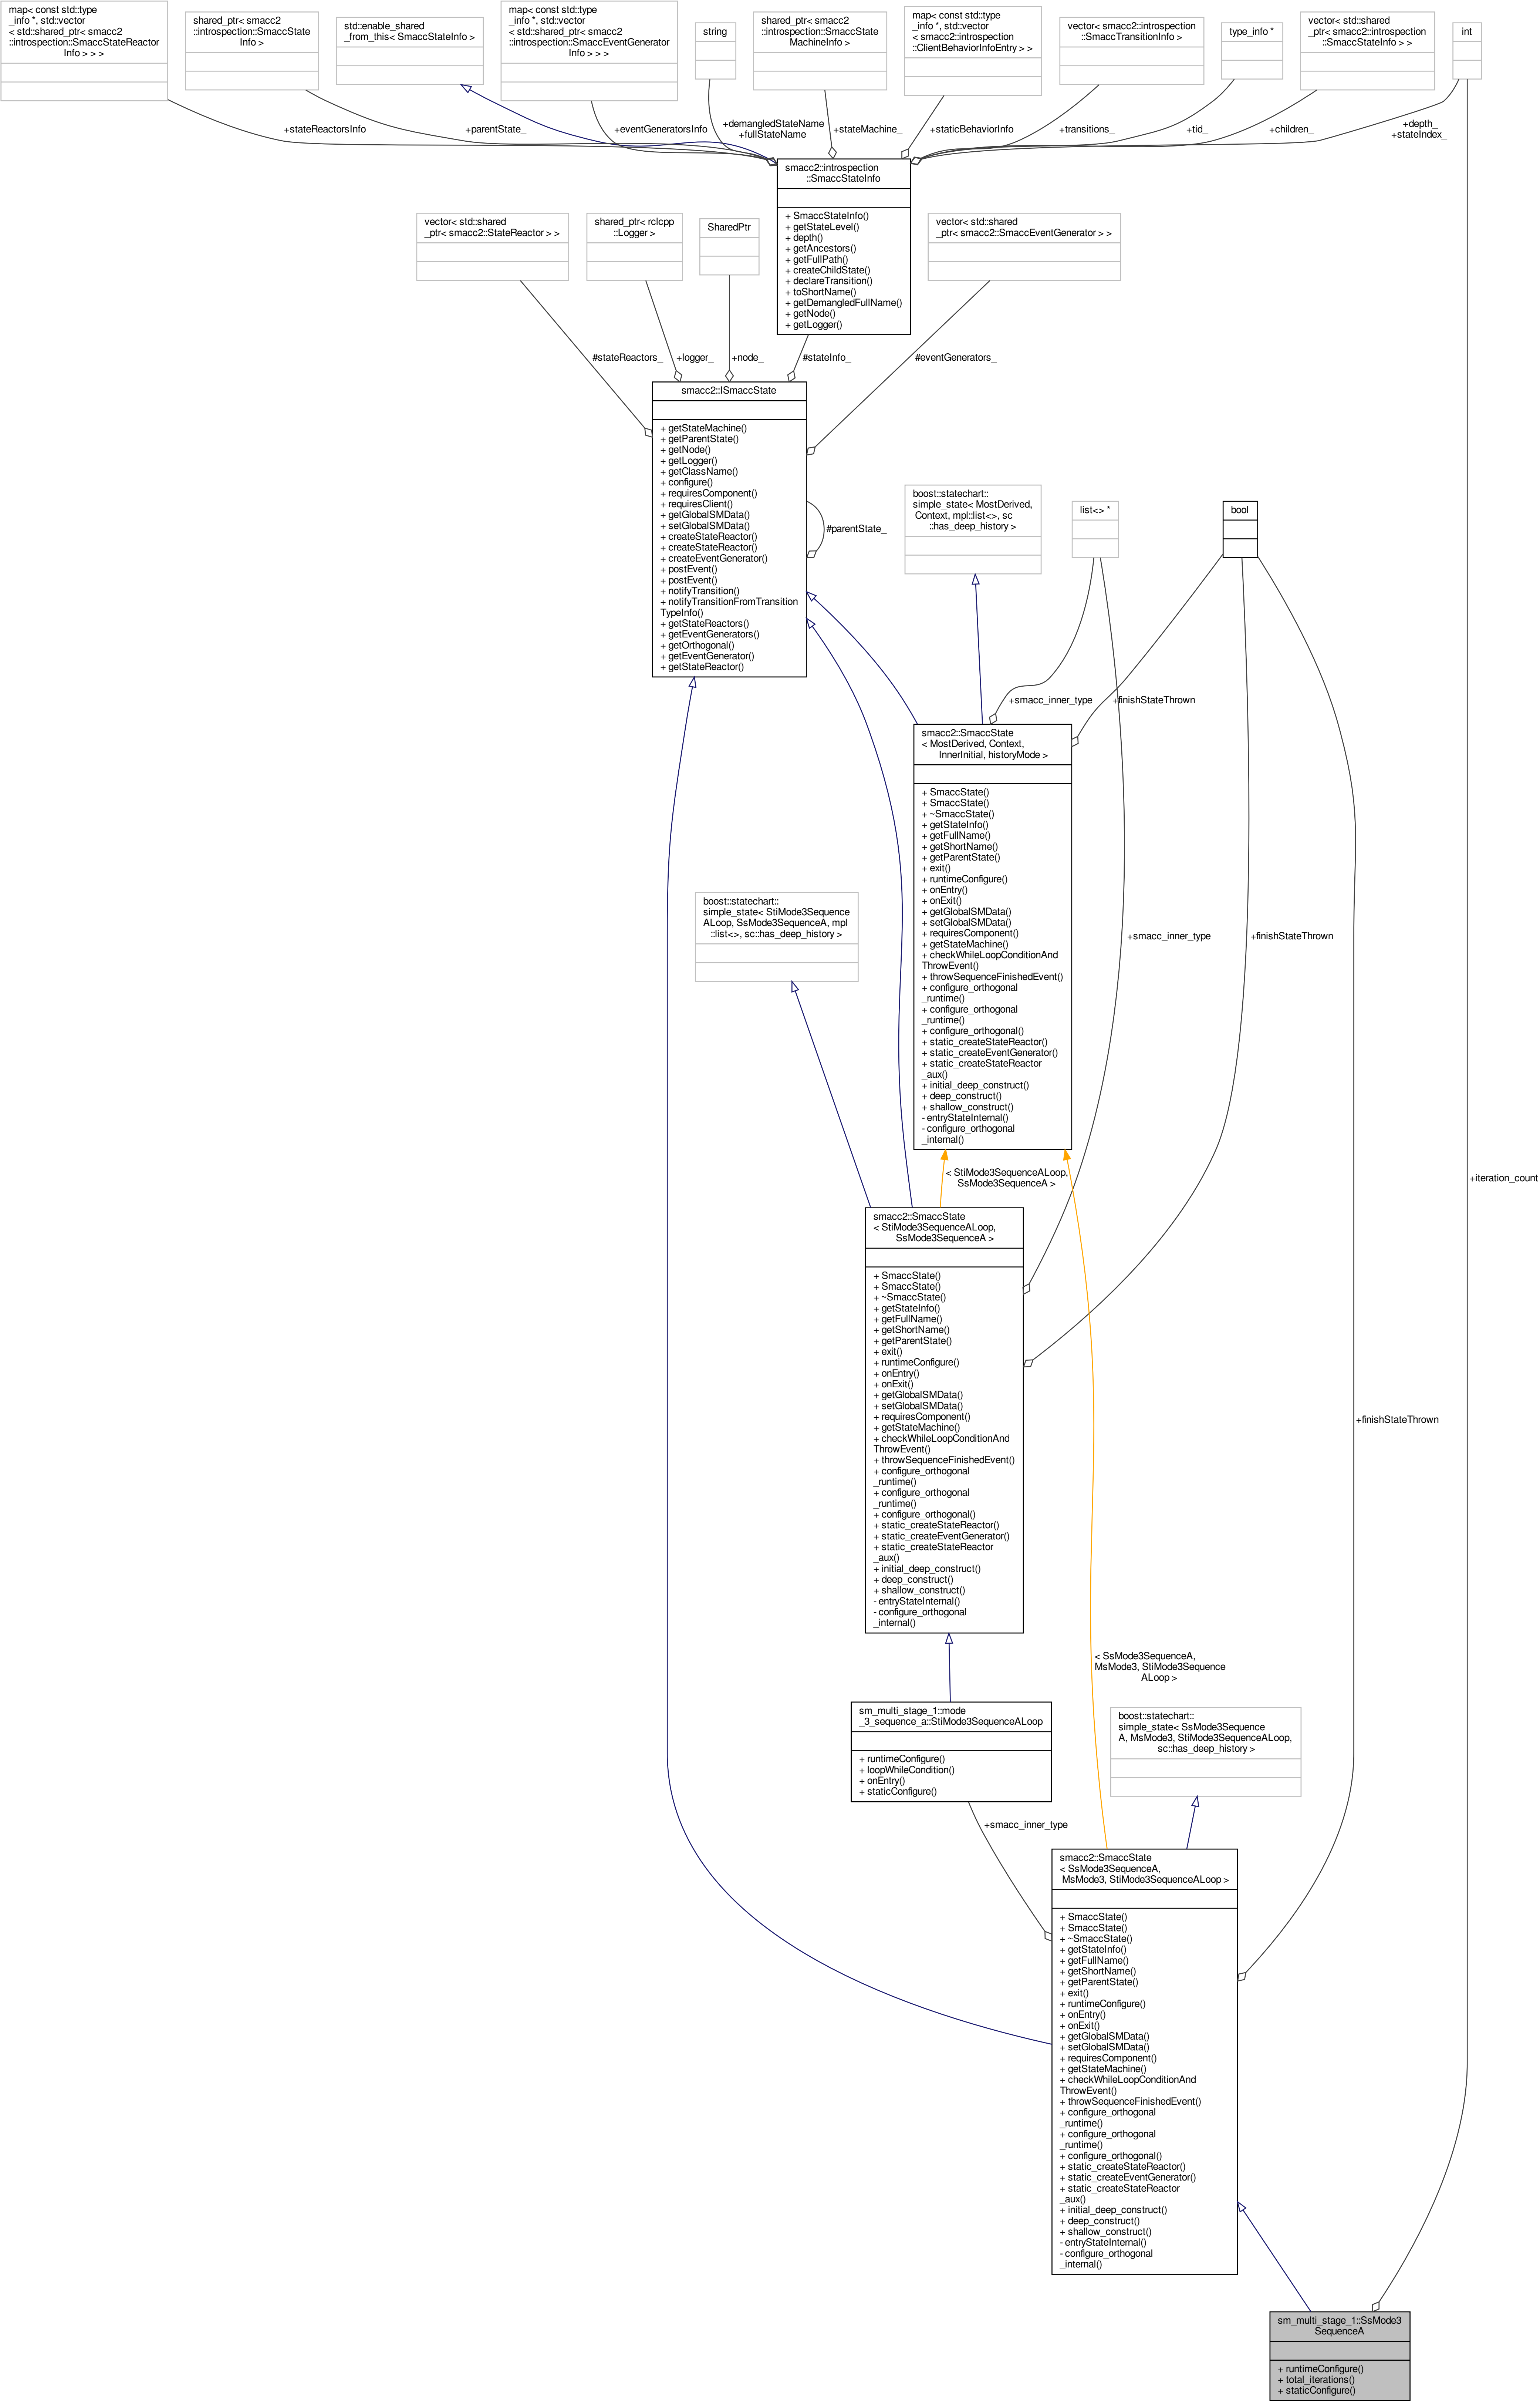 map< const std::type
_info *, std::vector
< std::shared_ptr< smacc2
::introspection::SmaccStateReactor
Info > > >
shared_ptr< smacc2
::introspection::SmaccState
Info >
std::enable_shared
_from_this< SmaccStateInfo >
map< const std::type
_info *, std::vector
< std::shared_ptr< smacc2
::introspection::SmaccEventGenerator
Info > > >
string
shared_ptr< smacc2
::introspection::SmaccState
MachineInfo >
map< const std::type
_info *, std::vector
< smacc2::introspection
::ClientBehaviorInfoEntry > >
vector< smacc2::introspection
::SmaccTransitionInfo >
type_info *
vector< std::shared
_ptr< smacc2::introspection
::SmaccStateInfo > >
int
+stateReactorsInfo
+parentState_
+eventGeneratorsInfo
+demangledStateName
+fullStateName
+stateMachine_
+staticBehaviorInfo
+transitions_
+tid_
+children_
+depth_
+stateIndex_
smacc2::introspection
::SmaccStateInfo
+ SmaccStateInfo()
+ getStateLevel()
+ depth()
+ getAncestors()
+ getFullPath()
+ createChildState()
+ declareTransition()
+ toShortName()
+ getDemangledFullName()
+ getNode()
+ getLogger()
vector< std::shared
_ptr< smacc2::StateReactor > >
shared_ptr< rclcpp
::Logger >
SharedPtr
vector< std::shared
_ptr< smacc2::SmaccEventGenerator > >
#stateReactors_
+logger_
+node_
#stateInfo_
#eventGenerators_
smacc2::ISmaccState
+ getStateMachine()
+ getParentState()
+ getNode()
+ getLogger()
+ getClassName()
+ configure()
+ requiresComponent()
+ requiresClient()
+ getGlobalSMData()
+ setGlobalSMData()
+ createStateReactor()
+ createStateReactor()
+ createEventGenerator()
+ postEvent()
+ postEvent()
+ notifyTransition()
+ notifyTransitionFromTransition
TypeInfo()
+ getStateReactors()
+ getEventGenerators()
+ getOrthogonal()
+ getEventGenerator()
+ getStateReactor()
#parentState_
boost::statechart::
simple_state< MostDerived,
Context, mpl::list<>, sc
::has_deep_history >
list<> *
bool
+smacc_inner_type
+finishStateThrown
smacc2::SmaccState
< MostDerived, Context,
InnerInitial, historyMode >
+ SmaccState()
+ SmaccState()
+ ~SmaccState()
+ getStateInfo()
+ getFullName()
+ getShortName()
+ getParentState()
+ exit()
+ runtimeConfigure()
+ onEntry()
+ onExit()
+ getGlobalSMData()
+ setGlobalSMData()
+ requiresComponent()
+ getStateMachine()
+ checkWhileLoopConditionAnd
ThrowEvent()
+ throwSequenceFinishedEvent()
+ configure_orthogonal
_runtime()
+ configure_orthogonal
_runtime()
+ configure_orthogonal()
+ static_createStateReactor()
+ static_createEventGenerator()
+ static_createStateReactor
_aux()
+ initial_deep_construct()
+ deep_construct()
+ shallow_construct()
- entryStateInternal()
- configure_orthogonal
_internal()
boost::statechart::
simple_state< StiMode3Sequence
ALoop, SsMode3SequenceA, mpl
::list<>, sc::has_deep_history >
+smacc_inner_type
+finishStateThrown
< StiMode3SequenceALoop,
SsMode3SequenceA >
+iteration_count
smacc2::SmaccState
< StiMode3SequenceALoop,
SsMode3SequenceA >
+ SmaccState()
+ SmaccState()
+ ~SmaccState()
+ getStateInfo()
+ getFullName()
+ getShortName()
+ getParentState()
+ exit()
+ runtimeConfigure()
+ onEntry()
+ onExit()
+ getGlobalSMData()
+ setGlobalSMData()
+ requiresComponent()
+ getStateMachine()
+ checkWhileLoopConditionAnd
ThrowEvent()
+ throwSequenceFinishedEvent()
+ configure_orthogonal
_runtime()
+ configure_orthogonal
_runtime()
+ configure_orthogonal()
+ static_createStateReactor()
+ static_createEventGenerator()
+ static_createStateReactor
_aux()
+ initial_deep_construct()
+ deep_construct()
+ shallow_construct()
- entryStateInternal()
- configure_orthogonal
_internal()
+finishStateThrown
< SsMode3SequenceA,
MsMode3, StiMode3Sequence
ALoop >
sm_multi_stage_1::mode
_3_sequence_a::StiMode3SequenceALoop
+ runtimeConfigure()
+ loopWhileCondition()
+ onEntry()
+ staticConfigure()
boost::statechart::
simple_state< SsMode3Sequence
A, MsMode3, StiMode3SequenceALoop,
sc::has_deep_history >
+smacc_inner_type
smacc2::SmaccState
< SsMode3SequenceA,
MsMode3, StiMode3SequenceALoop >
+ SmaccState()
+ SmaccState()
+ ~SmaccState()
+ getStateInfo()
+ getFullName()
+ getShortName()
+ getParentState()
+ exit()
+ runtimeConfigure()
+ onEntry()
+ onExit()
+ getGlobalSMData()
+ setGlobalSMData()
+ requiresComponent()
+ getStateMachine()
+ checkWhileLoopConditionAnd
ThrowEvent()
+ throwSequenceFinishedEvent()
+ configure_orthogonal
_runtime()
+ configure_orthogonal
_runtime()
+ configure_orthogonal()
+ static_createStateReactor()
+ static_createEventGenerator()
+ static_createStateReactor
_aux()
+ initial_deep_construct()
+ deep_construct()
+ shallow_construct()
- entryStateInternal()
- configure_orthogonal
_internal()
sm_multi_stage_1::SsMode3
SequenceA
+ runtimeConfigure()
+ total_iterations()
+ staticConfigure()